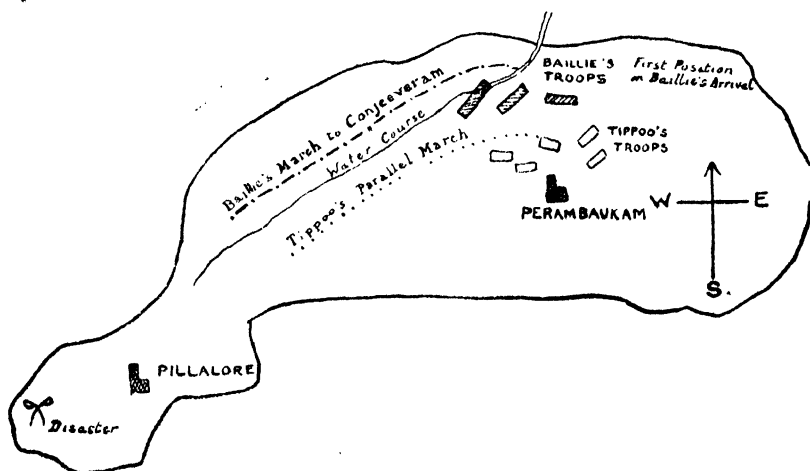 BAILLIE'S
TROOPS
First Position
on Baillie's Arrival
Baillie's March to Conjeeveram
Water Course
Tippoo's Parallel March
TIPPOO'S
TROOPS
PERAMBAUKAM
W
E
S.
PILLALORE
Disaster